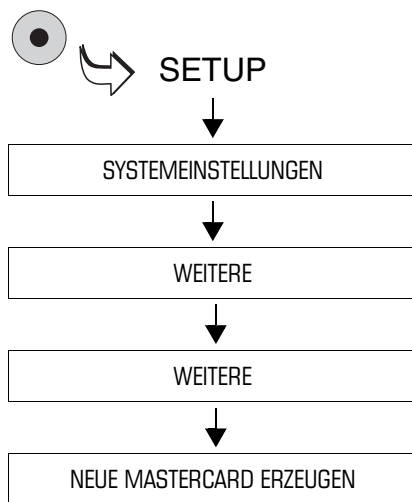 SETUP
SYSTEMEINSTELLUNGEN
WEITERE
WEITERE
NEUE MASTERCARD ERZEUGEN